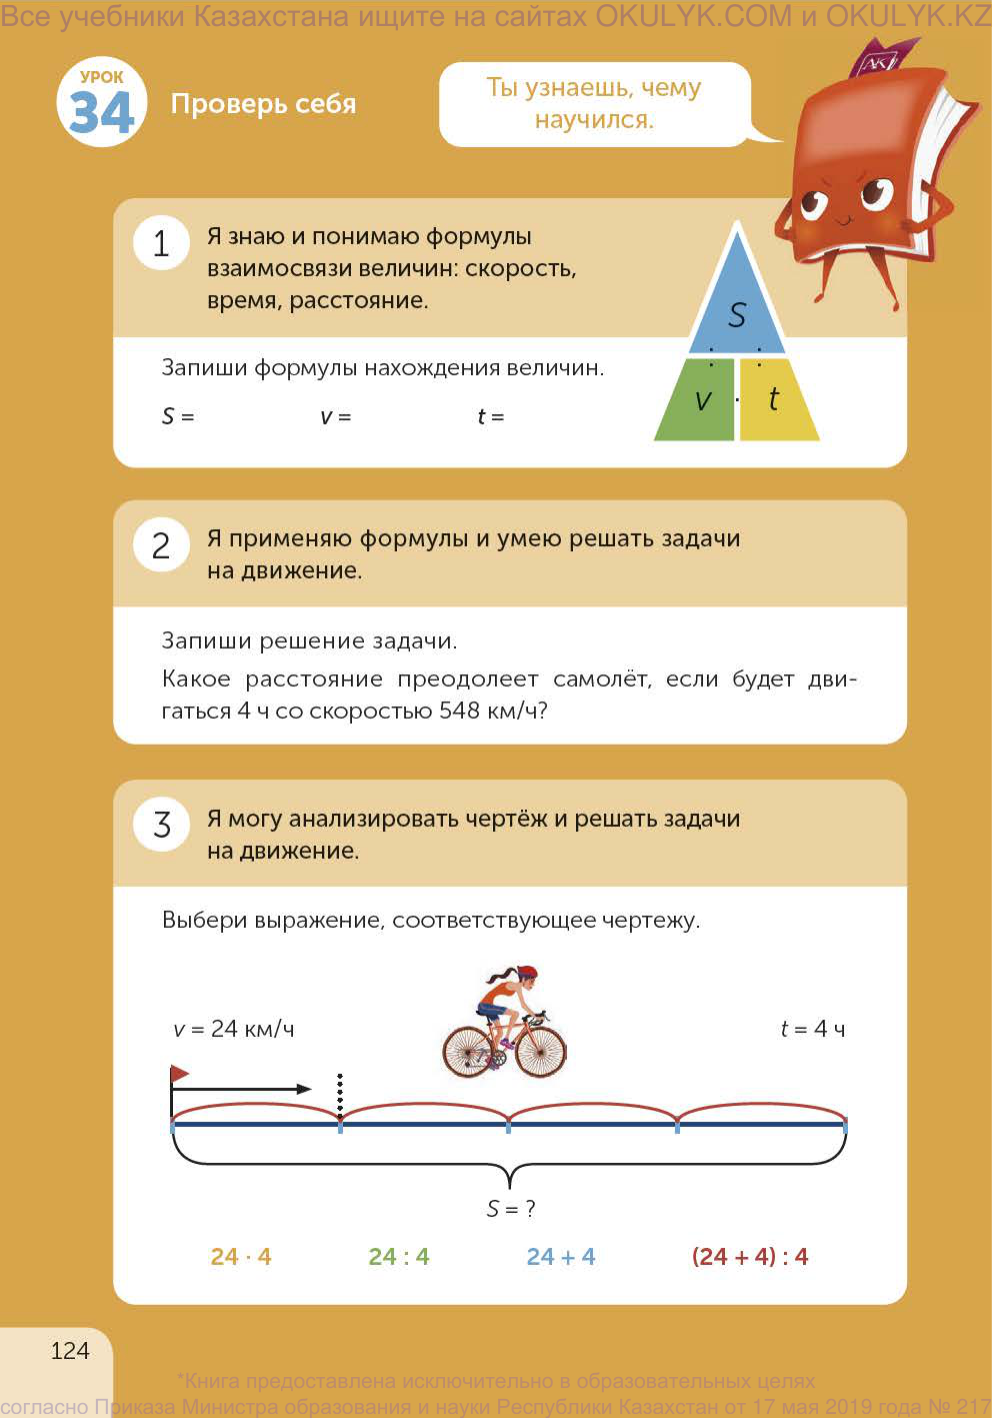 Все учебники Казахстана ищите на сайтах OKULYK.COM и OKULYK.KZ
УРОК
34
Проверь себя
Ты узнаешь, чему
научился.
АК
1
Я знаю и понимаю формулы
взаимосвязи величин: скорость,
время, расстояние.
S
: :
v · t
Запиши формулы нахождения величин.
S = v = t =
2
Я применяю формулы и умею решать задачи
на движение.
Запиши решение задачи.
Какое расстояние преодолеет самолёт, если будет дви-
гаться 4 ч со скоростью 548 км/ч?
3
Я могу анализировать чертёж и решать задачи
на движение.
Выбери выражение, соответствующее чертежу.
v = 24 км/ч t = 4 ч
S = ?
24 · 4 24 : 4 24 + 4 (24 + 4) : 4
124
*Книга предоставлена исключительно в образовательных целях
согласно Приказа Министра образования и науки Республики Казахстан от 17 мая 2019 года № 217